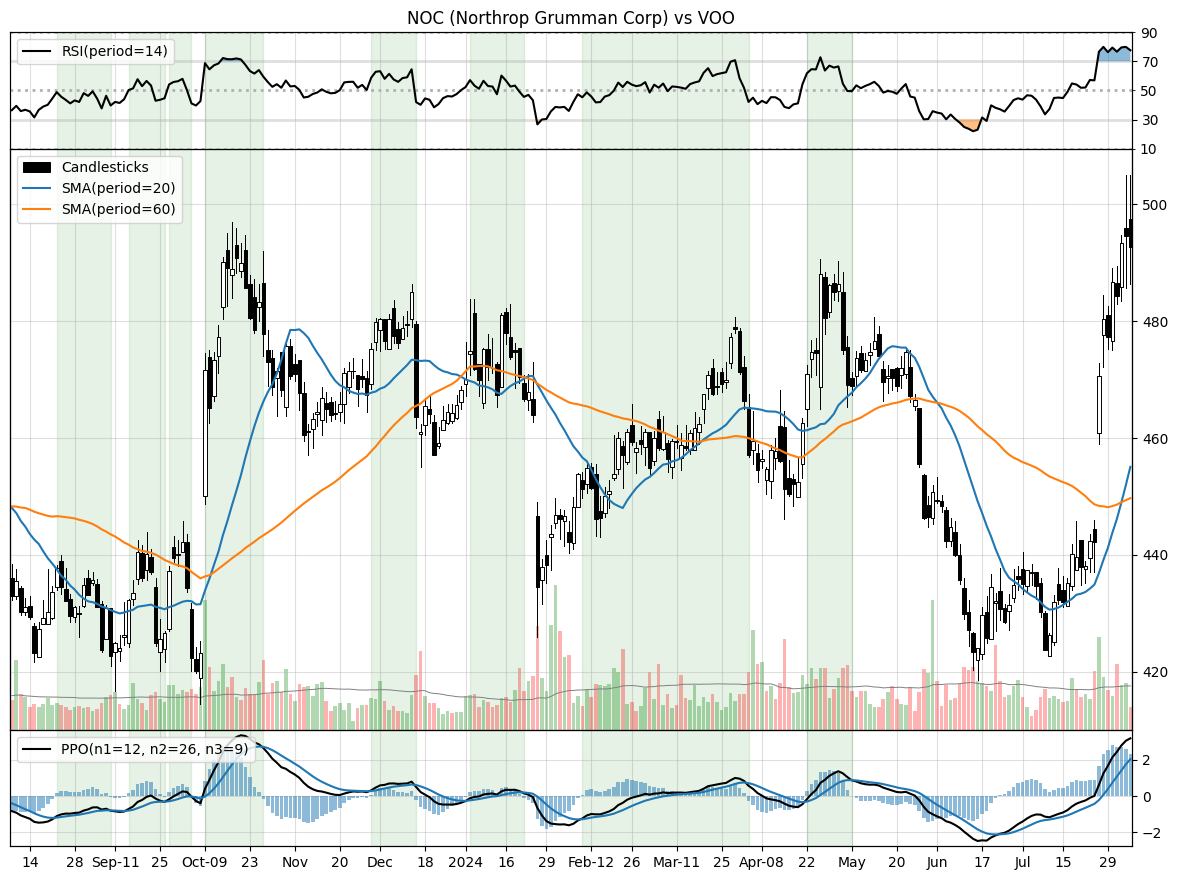 NOC (Northrop Grumman Corp) vs VOO
RSI(period=14)
90
70
50
30
10
Candlesticks
SMA(period=20)
SMA(period=60)
500
480
460
440
420
PPO(n1=12, n2=26, n3=9)
2
0
−2
14 28 Sep-11 25 Oct-09 23 Nov 20 Dec 18 2024 16 29 Feb-12 26 Mar-11 25 Apr-08 22 May 20 Jun 17 Jul 15 29